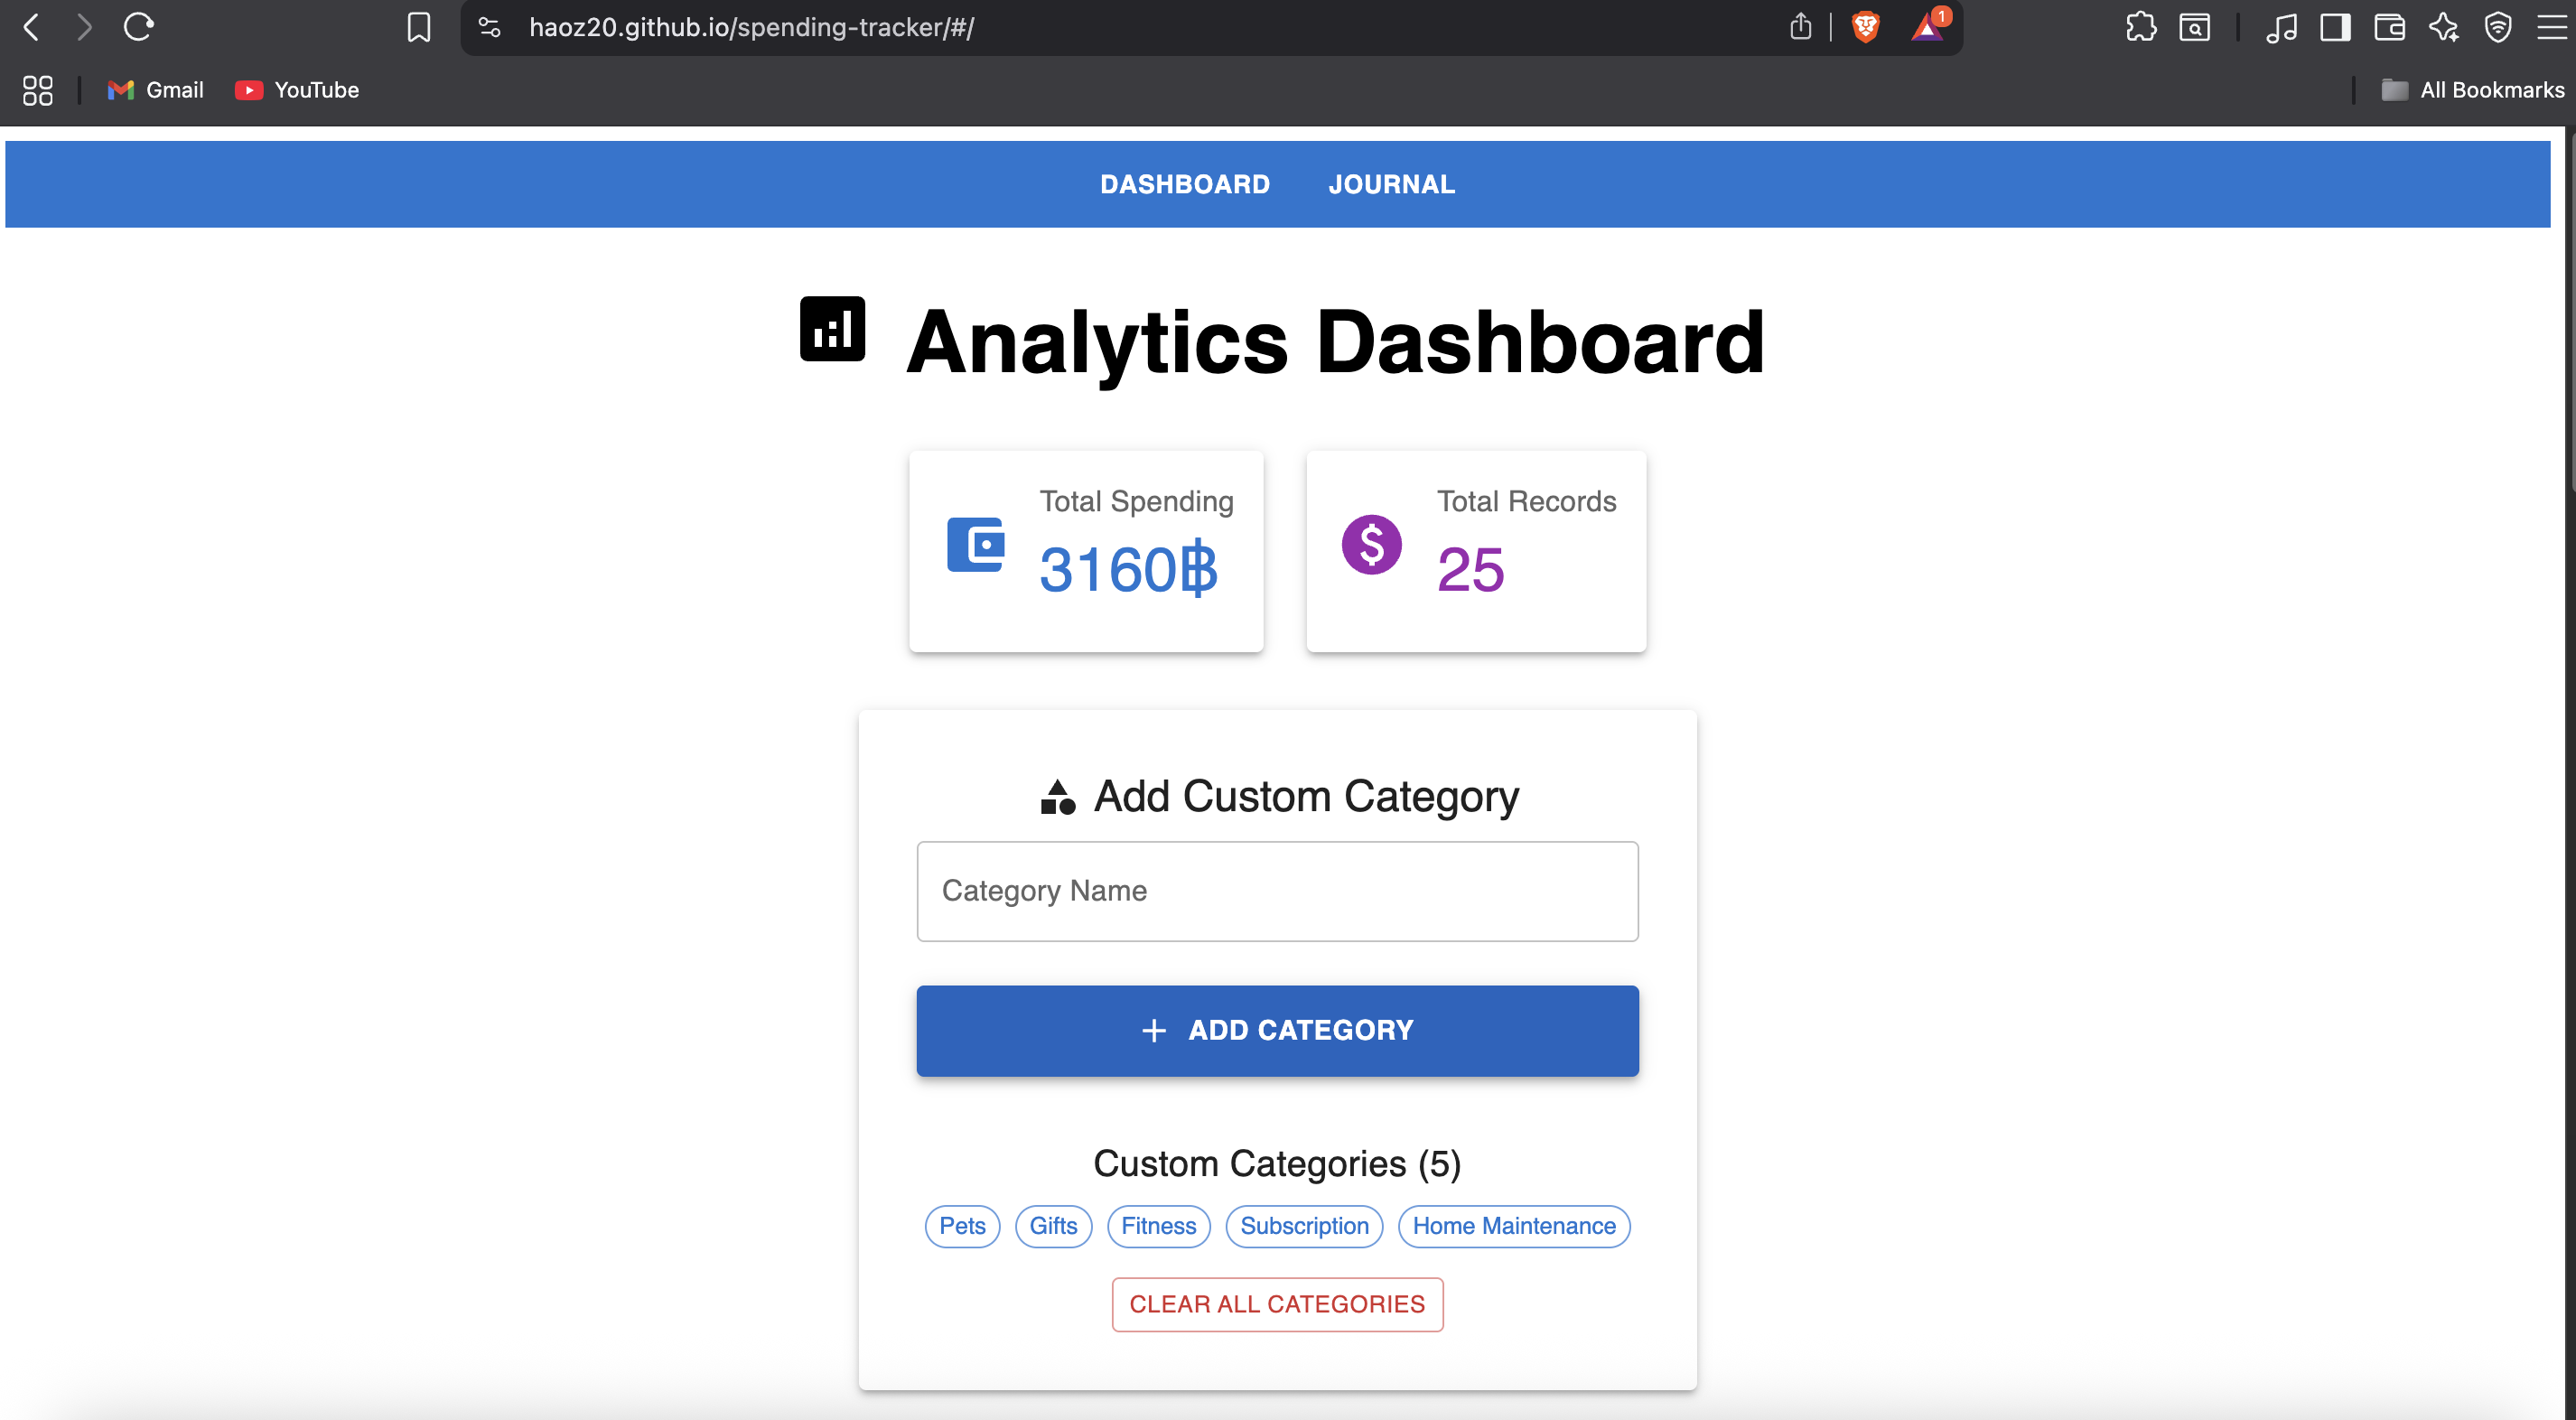 haoz20.github.io/spending-tracker/#/
1
Gmail YouTube All Bookmarks
DASHBOARD JOURNAL
Analytics Dashboard
Total Spending
3160฿
Total Records
25
Add Custom Category
Category Name
+ ADD CATEGORY
Custom Categories (5)
Pets Gifts Fitness Subscription Home Maintenance
CLEAR ALL CATEGORIES